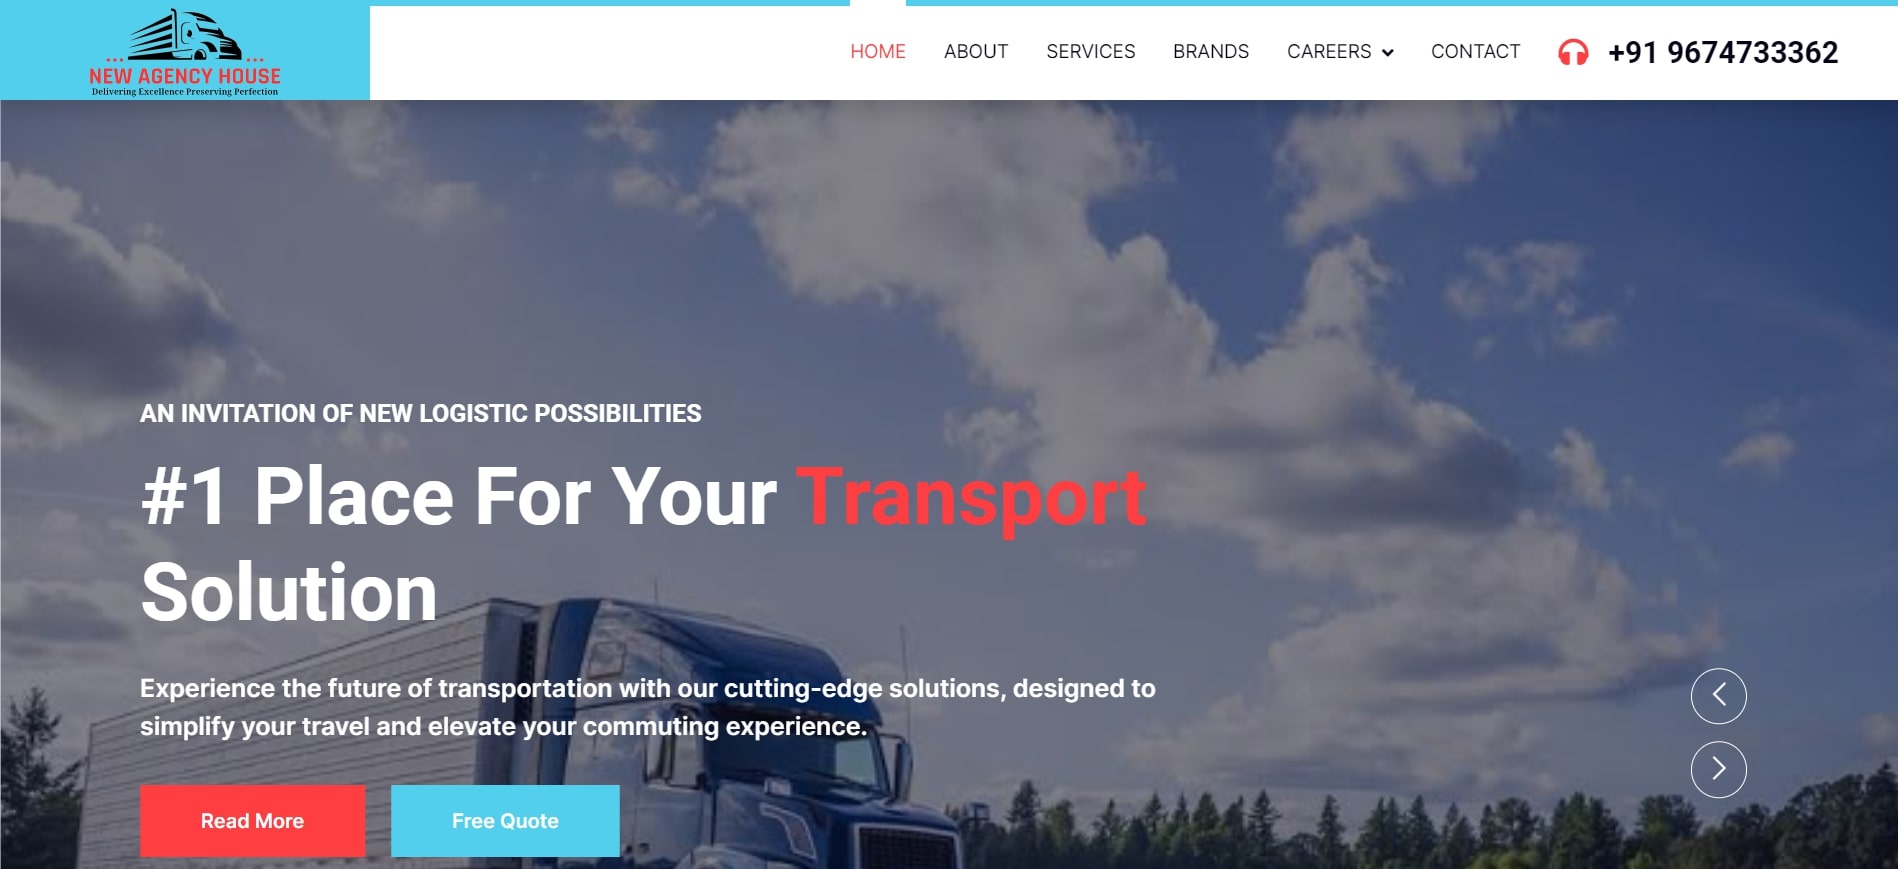 NEW AGENCY HOUSE
Delivering Excellence Preserving Perfection
HOME ABOUT SERVICES BRANDS CAREERS CONTACT +91 9674733362
AN INVITATION OF NEW LOGISTIC POSSIBILITIES
#1 Place For Your Transport
Solution
Experience the future of transportation with our cutting-edge solutions, designed to
simplify your travel and elevate your commuting experience.
Read More Free Quote